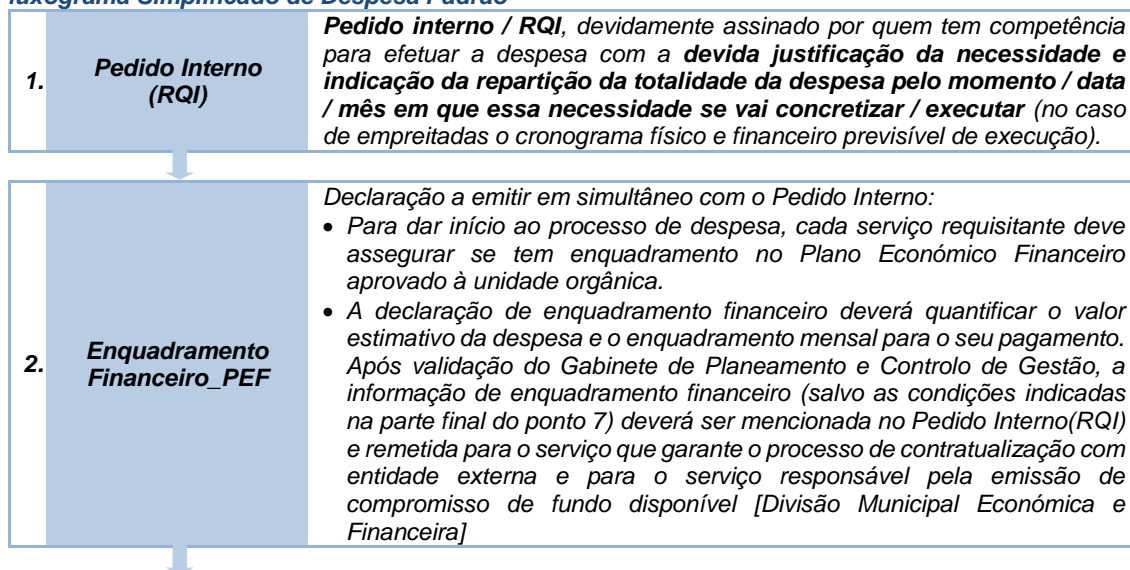 luxograma Simplificado de Despesa Padrão
1.
Pedido Interno
(RQI)
Pedido interno / RQI, devidamente assinado por quem tem competência
para efetuar a despesa com a devida justificação da necessidade e
indicação da repartição da totalidade da despesa pelo momento / data
/ mês em que essa necessidade se vai concretizar / executar (no caso
de empreitadas o cronograma físico e financeiro previsível de execução).
2.
Enquadramento
Financeiro_PEF
Declaração a emitir em simultâneo com o Pedido Interno:
• Para dar início ao processo de despesa, cada serviço requisitante deve
assegurar se tem enquadramento no Plano Económico Financeiro
aprovado à unidade orgânica.
• A declaração de enquadramento financeiro deverá quantificar o valor
estimativo da despesa e o enquadramento mensal para o seu pagamento.
Após validação do Gabinete de Planeamento e Controlo de Gestão, a
informação de enquadramento financeiro (salvo as condições indicadas
na parte final do ponto 7) deverá ser mencionada no Pedido Interno(RQI)
e remetida para o serviço que garante o processo de contratualização com
entidade externa e para o serviço responsável pela emissão de
compromisso de fundo disponível [Divisão Municipal Económica e
Financeira]